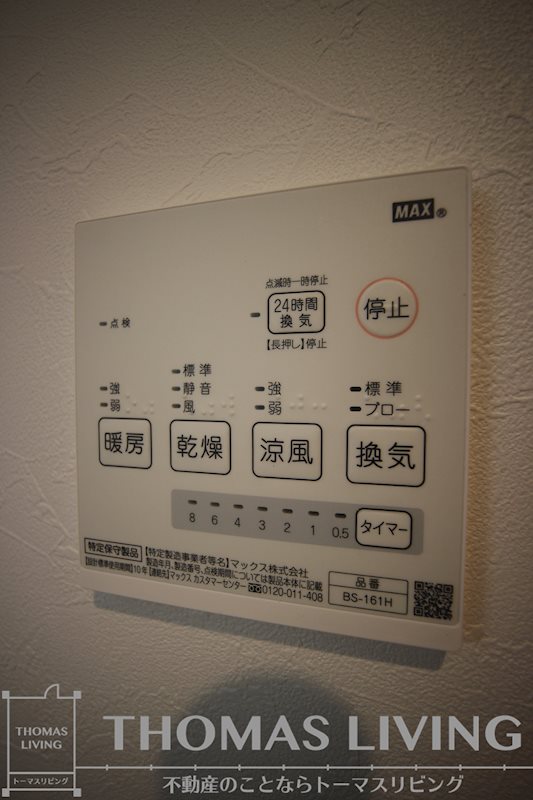 MAX®
点滅時一時停止
24時間
換気
停止
点検
【長押し】停止
標準
強
静音
強
標準
弱
風
弱
ブロー
暖房
乾燥
涼風
換気
8 6 4 3 2 1 0.5
タイマー
特定保守製品
【特定製造事業者等名】マックス株式会社
製造年月、製造番号、点検期間については製品本体に記載
【設計標準使用期間】10年【連絡先】マックス カスタマーセンター 0120-011-408
品番
BS-161H
THOMAS
LIVING
トーマスリビング
THOMAS LIVING
不動産のことならトーマスリビング